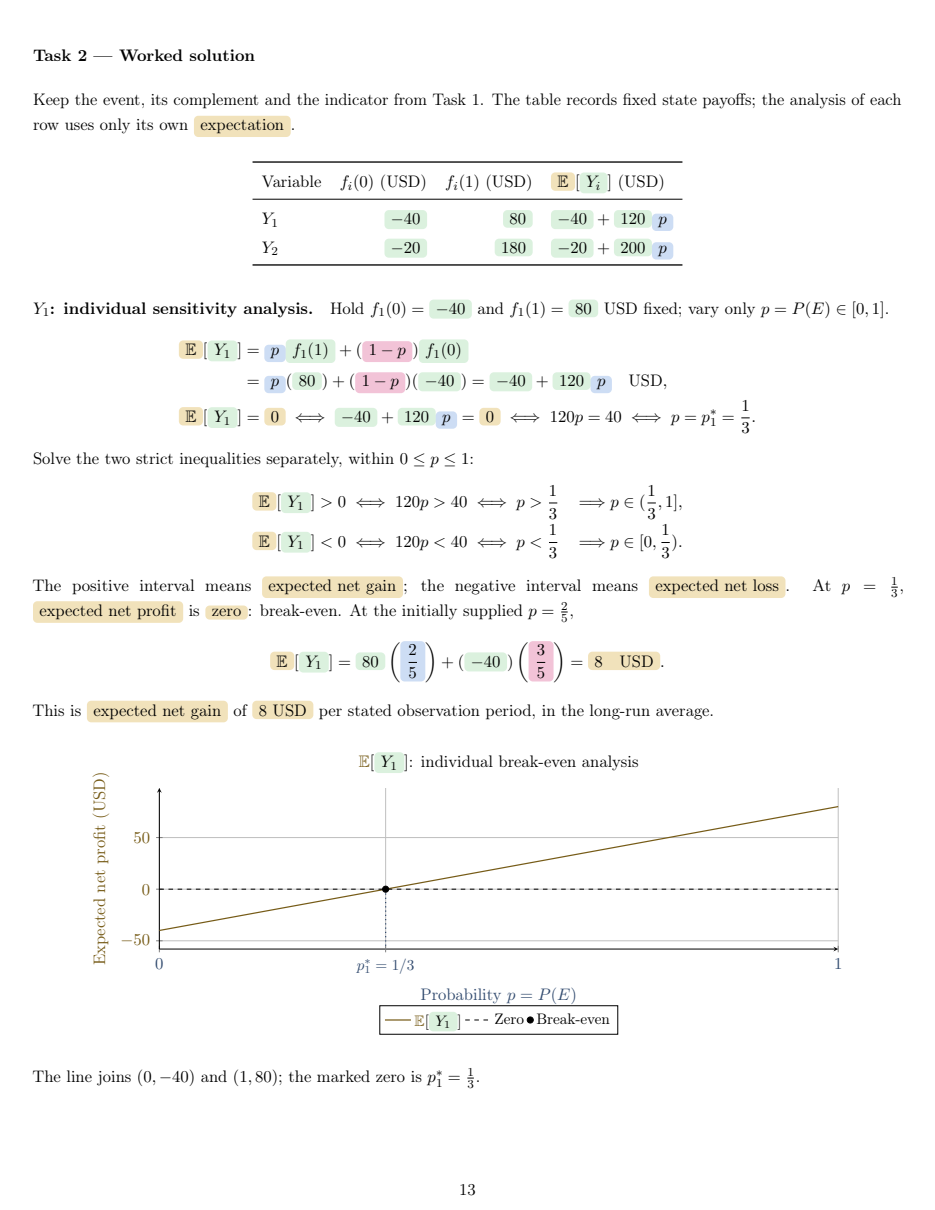 Task 2 — Worked solution
Keep the event, its complement and the indicator from Task 1. The table records fixed state payoffs; the analysis of each
row uses only its own expectation.
Variable f_i(0) (USD) f_i(1) (USD) 𝔼[Y_i] (USD)
Y_1 −40 80 −40 + 120p
Y_2 −20 180 −20 + 200p
Y_1: individual sensitivity analysis. Hold f_1(0) = −40 and f_1(1) = 80 USD fixed; vary only p = P(E) ∈ [0, 1].
𝔼[Y_1] = p f_1(1) + (1 − p) f_1(0)
= p(80) + (1 − p)(−40) = −40 + 120p USD,
𝔼[Y_1] = 0 ⟺ −40 + 120p = 0 ⟺ 120p = 40 ⟺ p = p_1^* = 1/3.
Solve the two strict inequalities separately, within 0 ≤ p ≤ 1:
𝔼[Y_1] > 0 ⟺ 120p > 40 ⟺ p > 1/3 ⟹ p ∈ (1/3, 1],
𝔼[Y_1] < 0 ⟺ 120p < 40 ⟺ p < 1/3 ⟹ p ∈ [0, 1/3).
The positive interval means expected net gain; the negative interval means expected net loss. At p = 1/3,
expected net profit is zero: break-even. At the initially supplied p = 2/5,
𝔼[Y_1] = 80 (2/5) + (−40) (3/5) = 8 USD.
This is expected net gain of 8 USD per stated observation period, in the long-run average.
𝔼[Y_1]: individual break-even analysis
Expected net profit (USD)
50
0
−50
0 p_1^* = 1/3 1
Probability p = P(E)
𝔼[Y_1] Zero Break-even
The line joins (0, −40) and (1, 80); the marked zero is p_1^* = 1/3.
13